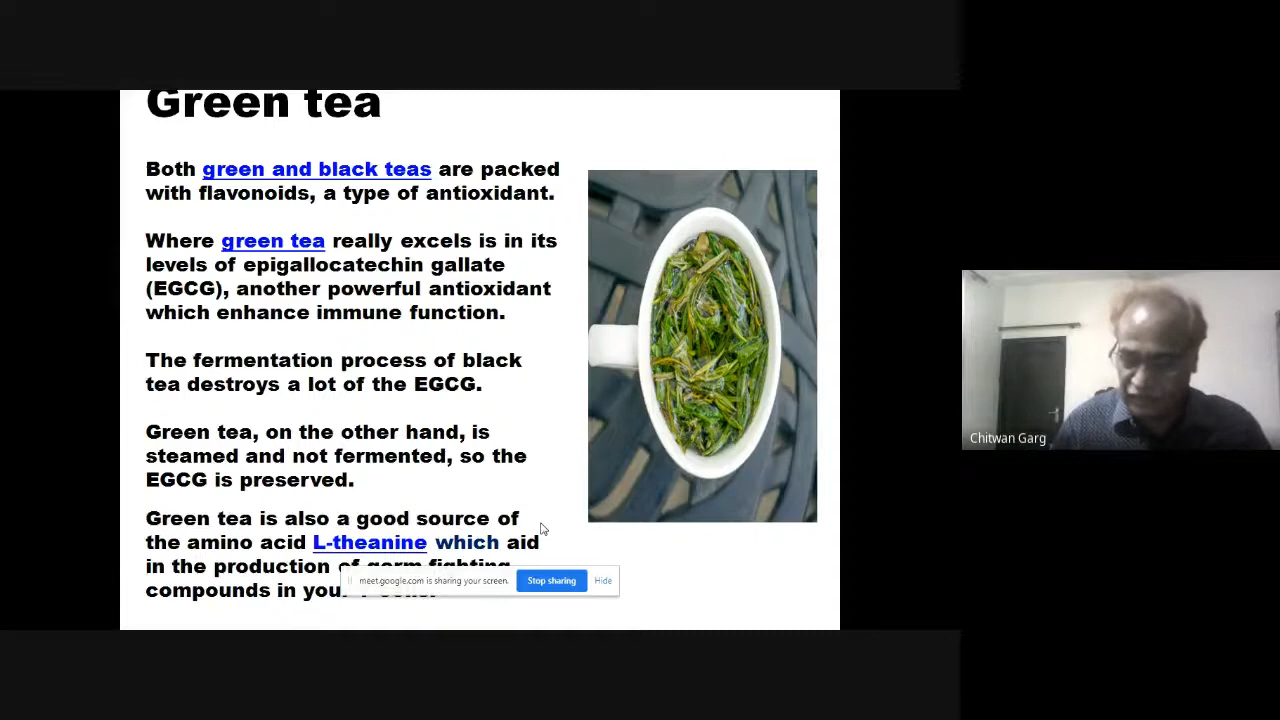 Green tea
Both green and black teas are packed
with flavonoids, a type of antioxidant.
Where green tea really excels is in its
levels of epigallocatechin gallate
(EGCG), another powerful antioxidant
which enhance immune function.
The fermentation process of black
tea destroys a lot of the EGCG.
Green tea, on the other hand, is
steamed and not fermented, so the
EGCG is preserved.
Green tea is also a good source of
the amino acid L-theanine which aid
in the production of germ fighting
compounds in your
meet.google.com is sharing your screen.
Stop sharing
Hide
Chitwan Garg